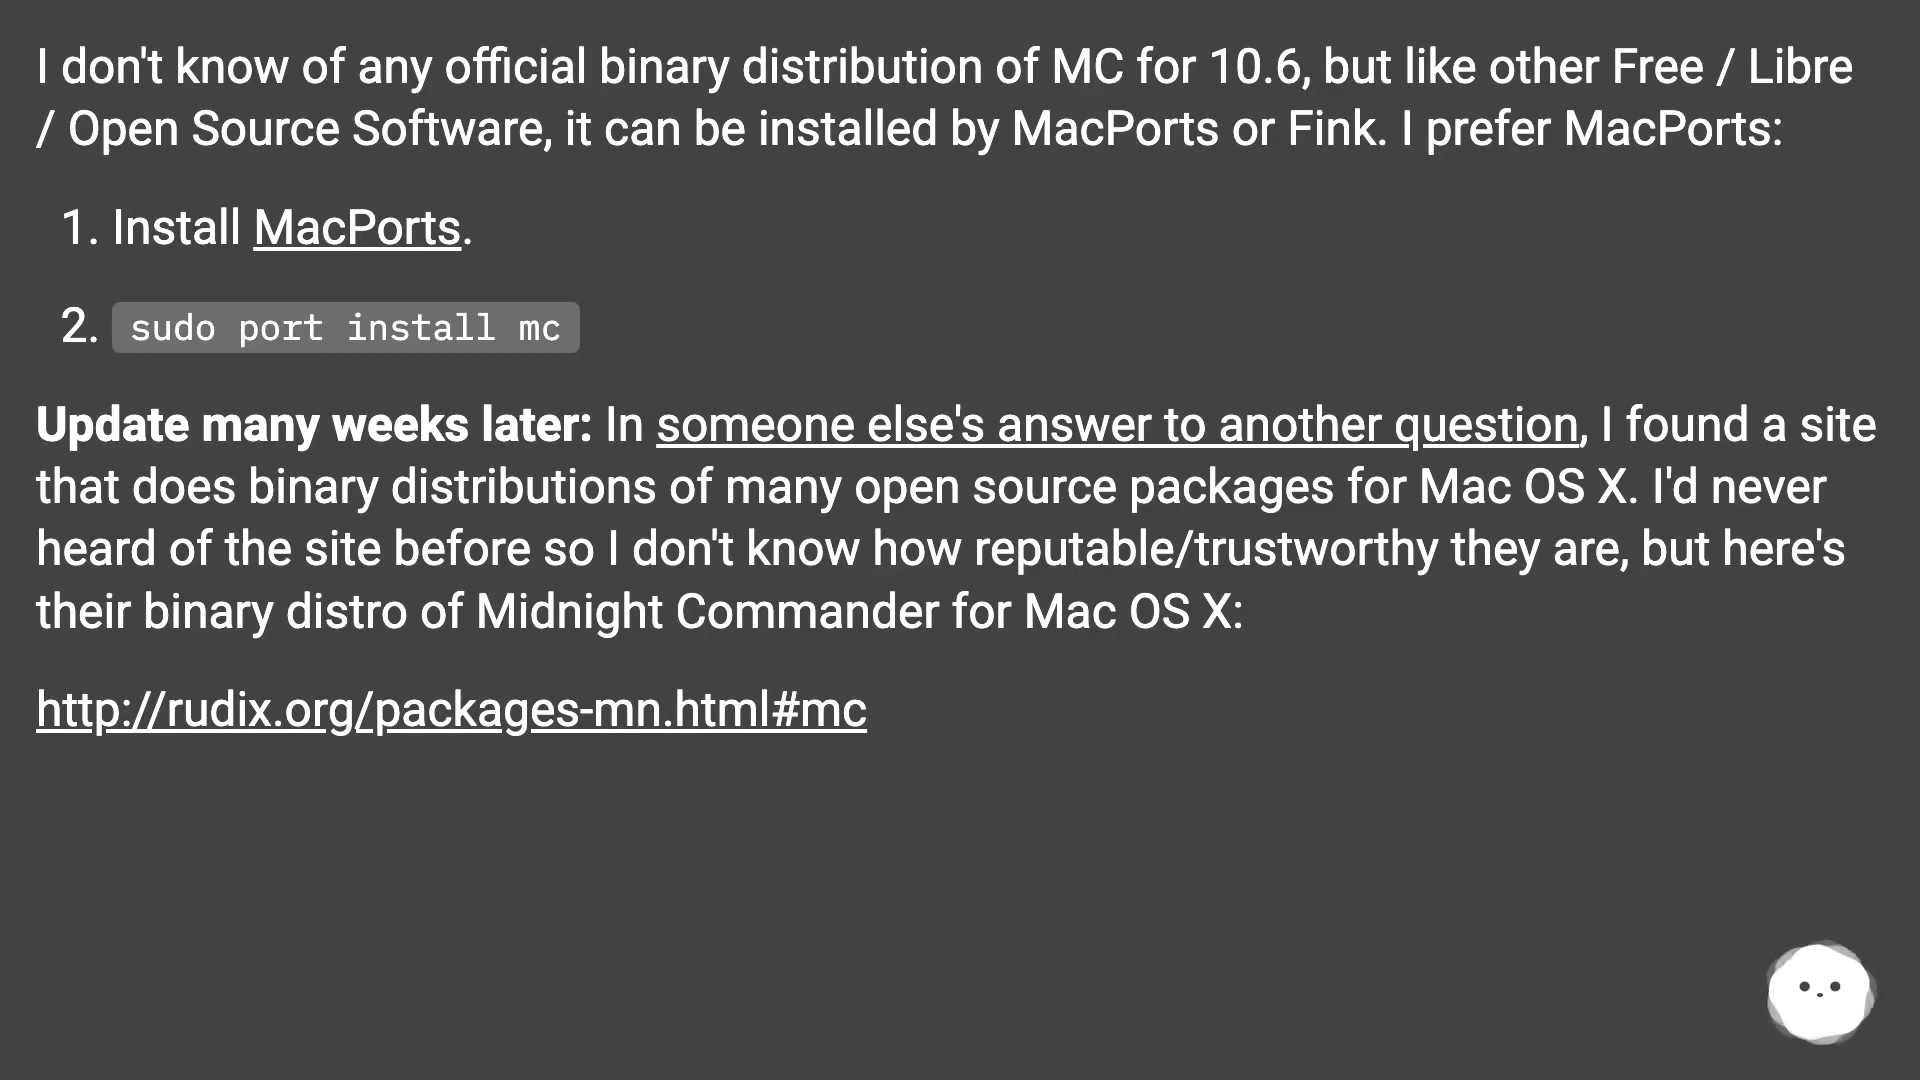 I don't know of any official binary distribution of MC for 10.6, but like other Free / Libre
/ Open Source Software, it can be installed by MacPorts or Fink. I prefer MacPorts:
1. Install MacPorts.
2. sudo port install mc
Update many weeks later: In someone else's answer to another question, I found a site
that does binary distributions of many open source packages for Mac OS X. I'd never
heard of the site before so I don't know how reputable/trustworthy they are, but here's
their binary distro of Midnight Commander for Mac OS X:
http://rudix.org/packages-mn.html#mc